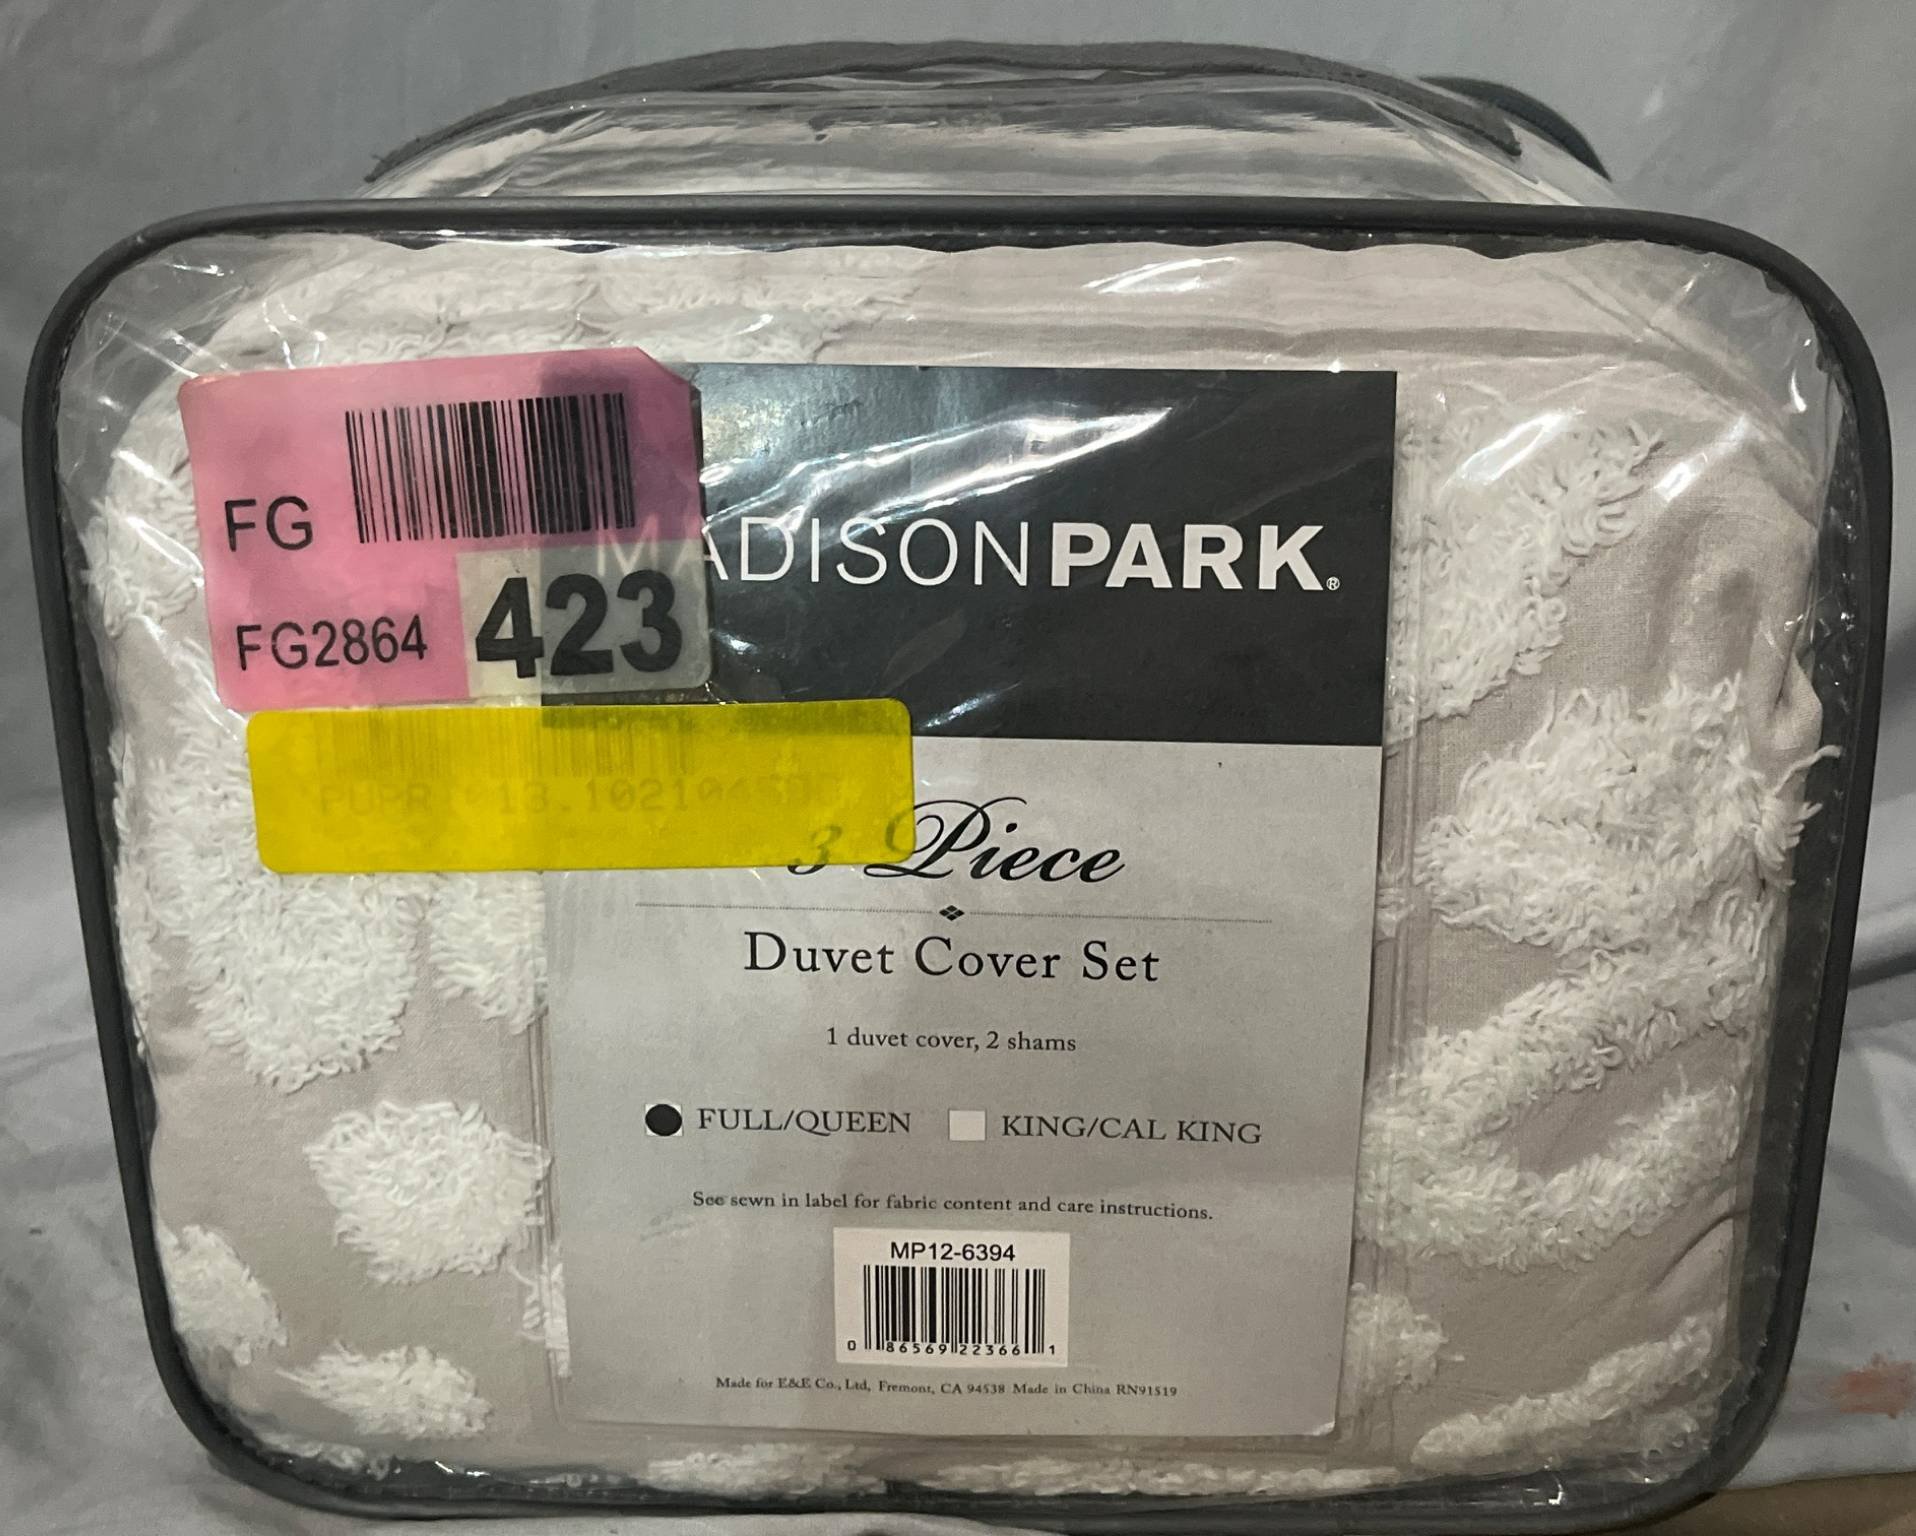 FG
FG2864
423
MADISONPARK®
3 Piece
Duvet Cover Set
1 duvet cover, 2 shams
FULL/QUEEN KING/CAL KING
See sewn in label for fabric content and care instructions.
MP12-6394
0 86569 22366 1
Made for E&E Co., Ltd, Fremont, CA 94538 Made in China RN91519